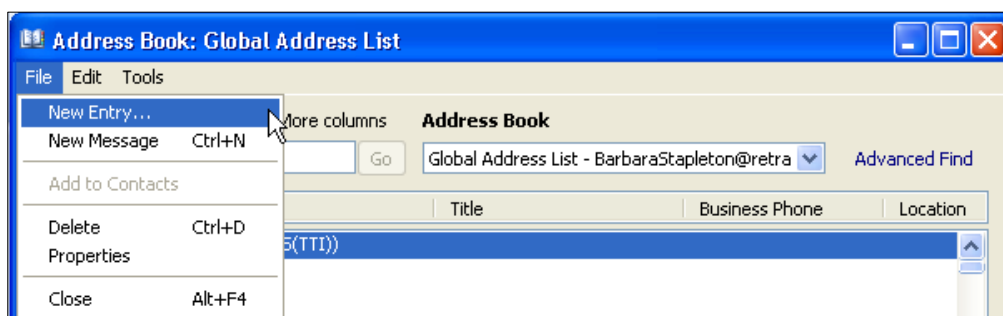 Address Book: Global Address List
File Edit Tools
New Entry...
New Message Ctrl+N
Add to Contacts
Delete Ctrl+D
Properties
Close Alt+F4
More columns Address Book
Go Global Address List - BarbaraStapleton@retra Advanced Find
Title Business Phone Location
(TTI))